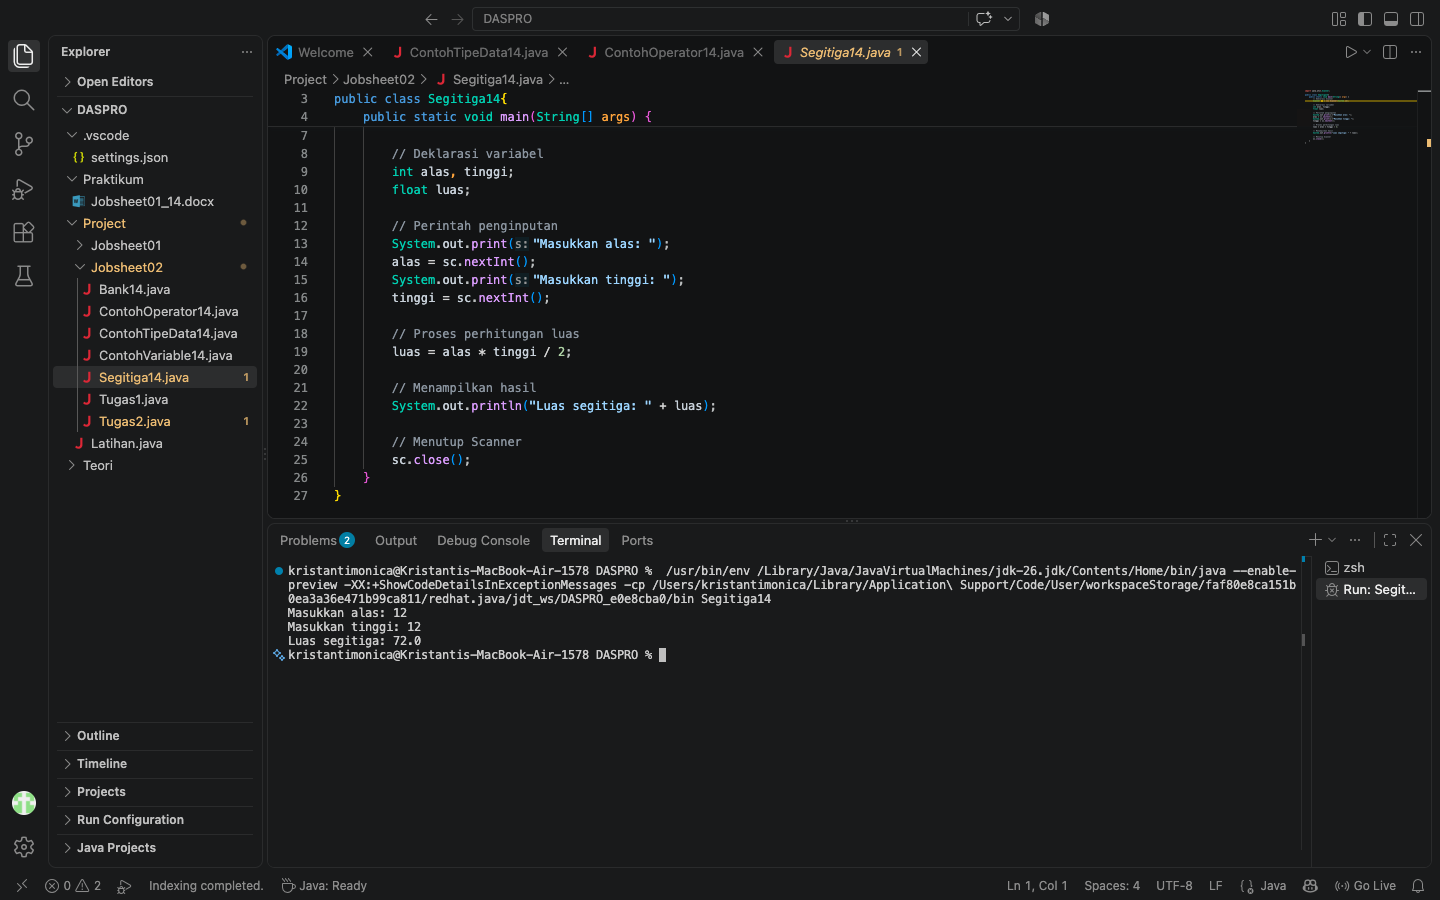 DASPRO
Explorer
Open Editors
DASPRO
.vscode
settings.json
Praktikum
Jobsheet01_14.docx
Project
Jobsheet01
Jobsheet02
Bank14.java
ContohOperator14.java
ContohTipeData14.java
ContohVariable14.java
Segitiga14.java 1
Tugas1.java
Tugas2.java 1
Latihan.java
Teori
Outline
Timeline
Projects
Run Configuration
Java Projects
Welcome ContohTipeData14.java ContohOperator14.java Segitiga14.java 1
Project > Jobsheet02 > Segitiga14.java > ...
3 public class Segitiga14{
4 public static void main(String[] args) {
7
8 // Deklarasi variabel
9 int alas, tinggi;
10 float luas;
11
12 // Perintah penginputan
13 System.out.print(s:"Masukkan alas: ");
14 alas = sc.nextInt();
15 System.out.print(s:"Masukkan tinggi: ");
16 tinggi = sc.nextInt();
17
18 // Proses perhitungan luas
19 luas = alas * tinggi / 2;
20
21 // Menampilkan hasil
22 System.out.println("Luas segitiga: " + luas);
23
24 // Menutup Scanner
25 sc.close();
26 }
27 }
Problems 2 Output Debug Console Terminal Ports
kristantimonica@Kristantis-MacBook-Air-1578 DASPRO % /usr/bin/env /Library/Java/JavaVirtualMachines/jdk-26.jdk/Contents/Home/bin/java --enable-
preview -XX:+ShowCodeDetailsInExceptionMessages -cp /Users/kristantimonica/Library/Application\ Support/Code/User/workspaceStorage/faf80e8ca151b
0ea3a36e471b99ca811/redhat.java/jdt_ws/DASPRO_e0e8cba0/bin Segitiga14
Masukkan alas: 12
Masukkan tinggi: 12
Luas segitiga: 72.0
kristantimonica@Kristantis-MacBook-Air-1578 DASPRO %
zsh
Run: Segit...
0 2 Indexing completed. Java: Ready Ln 1, Col 1 Spaces: 4 UTF-8 LF {} Java Go Live